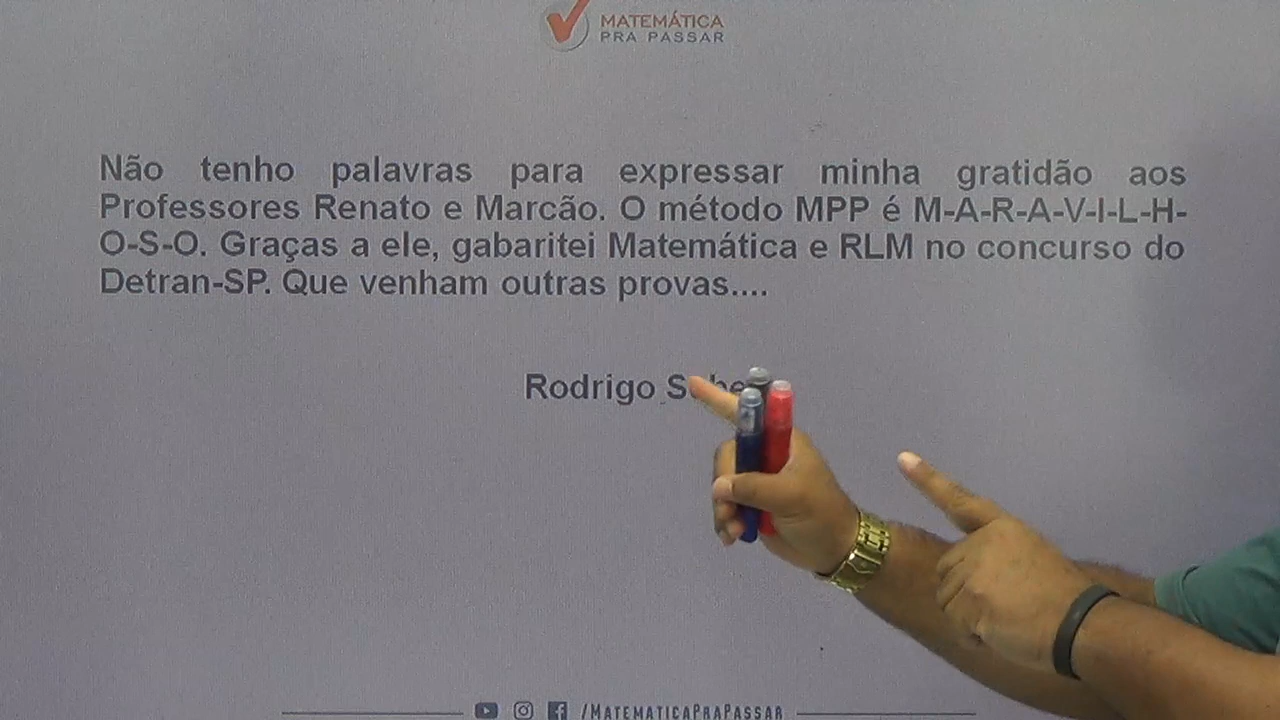 MATEMÁTICA
PRA PASSAR
Não tenho palavras para expressar minha gratidão aos
Professores Renato e Marcão. O método MPP é M-A-R-A-V-I-L-H-
O-S-O. Graças a ele, gabaritei Matemática e RLM no concurso do
Detran-SP. Que venham outras provas....
Rodrigo
/MATEMATICAPRAPASSAR